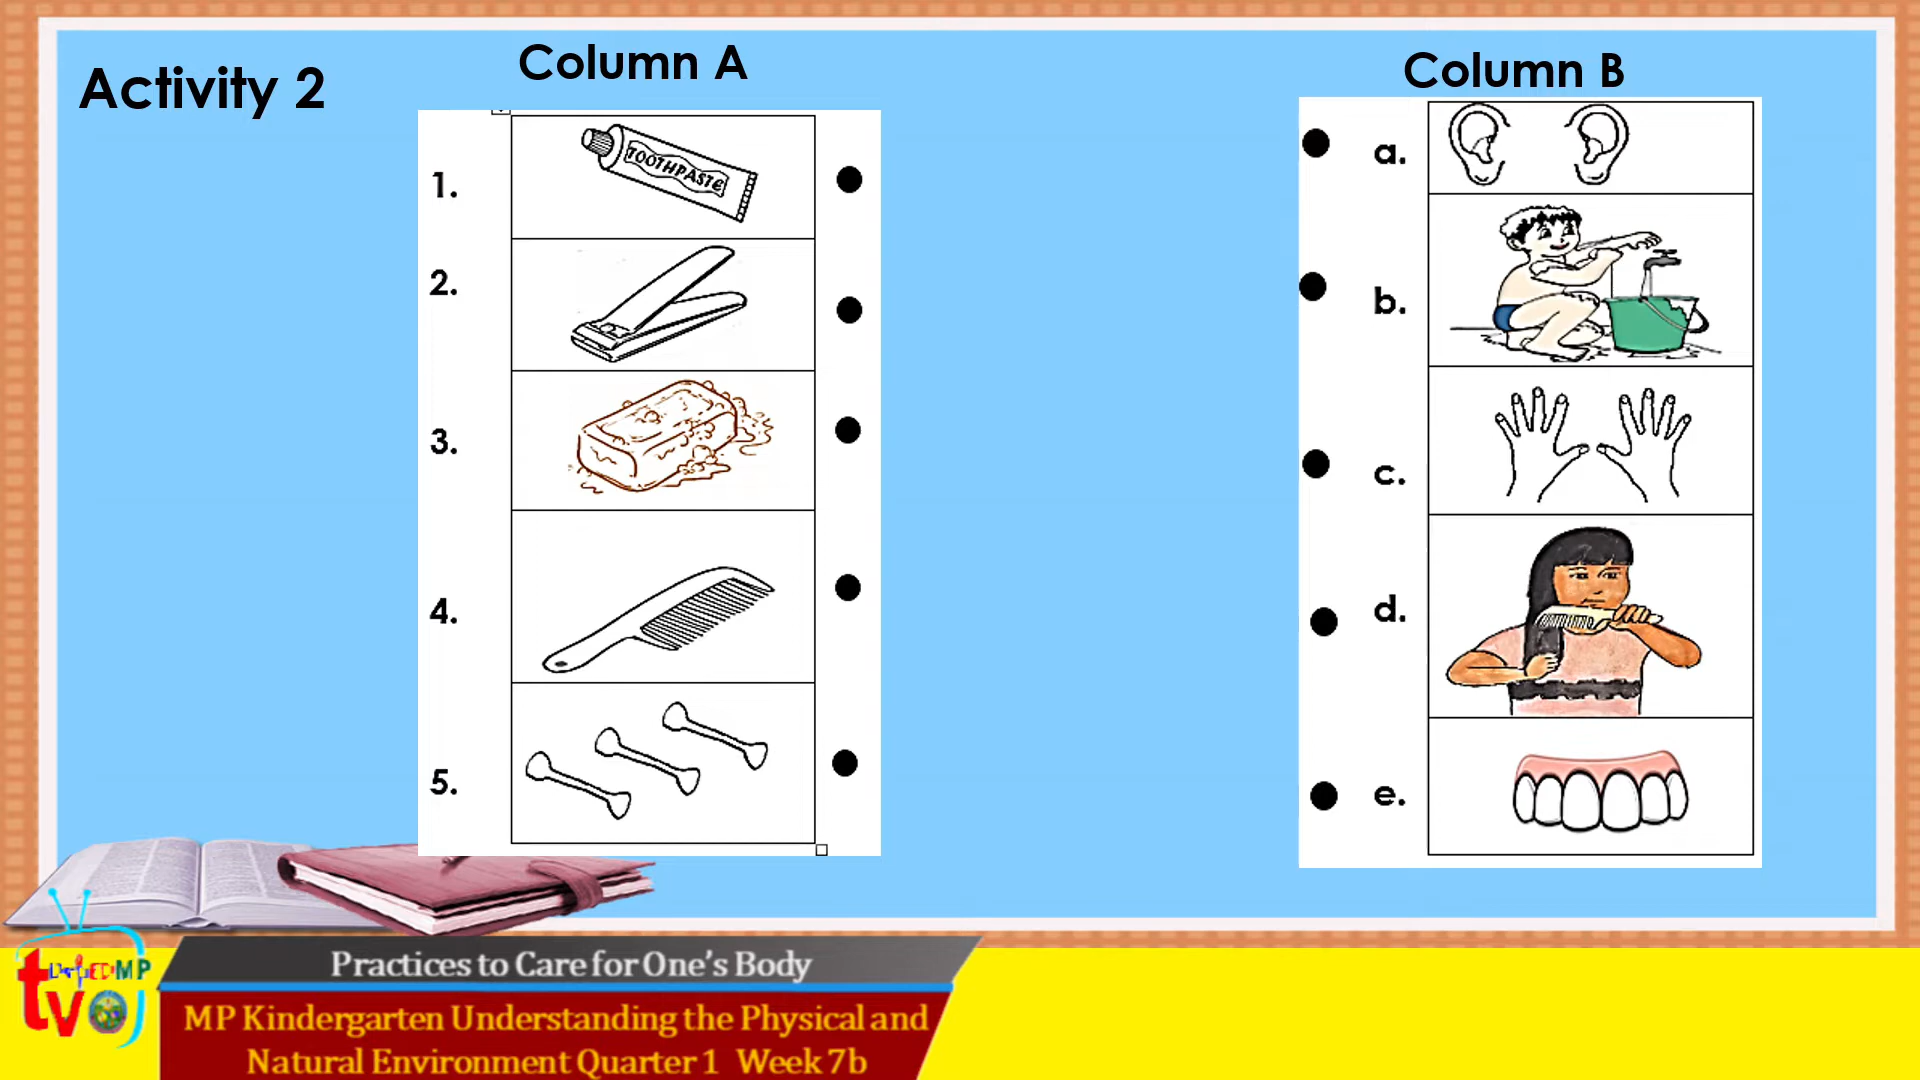 Activity 2
Column A
Column B
1.
TOOTHPASTE
2.
3.
4.
5.
a.
b.
c.
d.
e.
tv
MP
Practices to Care for One's Body
MP Kindergarten Understanding the Physical and
Natural Environment Quarter 1 Week 7b